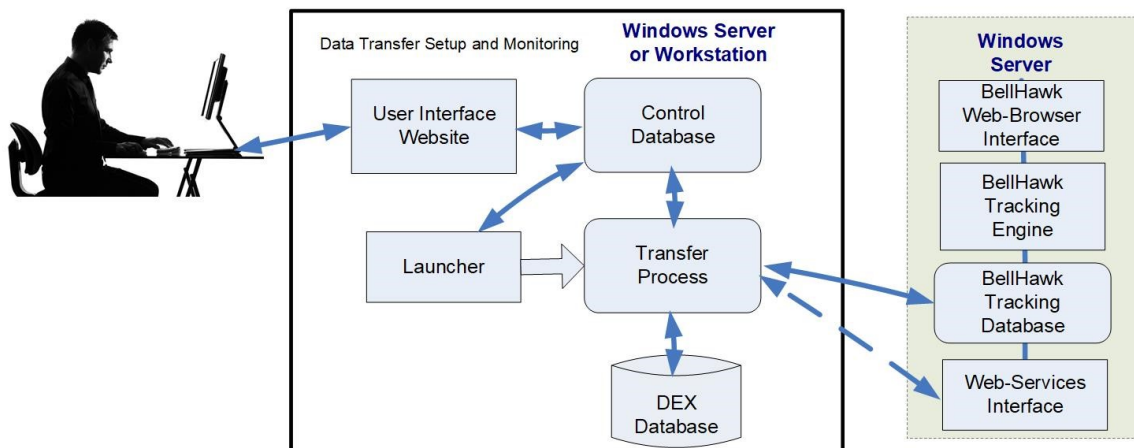 Data Transfer Setup and Monitoring
Windows Server
or Workstation
User Interface
Website
Control
Database
Launcher
Transfer
Process
DEX
Database
Windows
Server
BellHawk
Web-Browser
Interface
BellHawk
Tracking
Engine
BellHawk
Tracking
Database
Web-Services
Interface